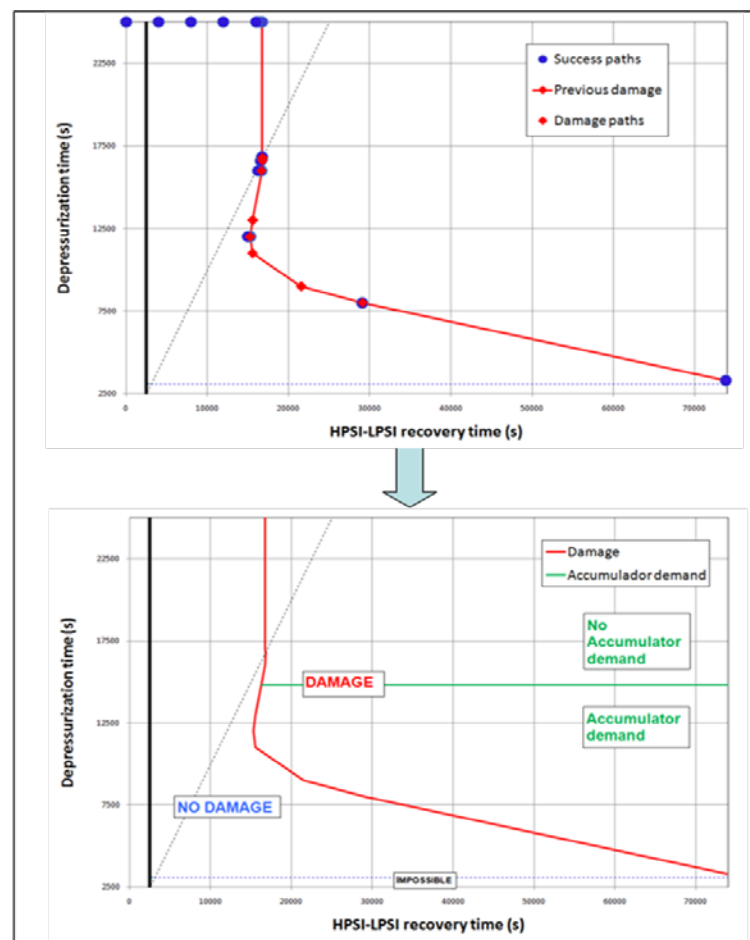 22500
17500
12500
7500
2500
Depressurization time (s)
Success paths
Previous damage
Damage paths
0 10000 20000 30000 40000 50000 60000 70000
HPSI-LPSI recovery time (s)
22500
17500
12500
7500
2500
Depressurization time (s)
Damage
Accumulador demand
No
Accumulator
demand
DAMAGE
Accumulator
demand
NO DAMAGE
IMPOSSIBLE
0 10000 20000 30000 40000 50000 60000 70000
HPSI-LPSI recovery time (s)